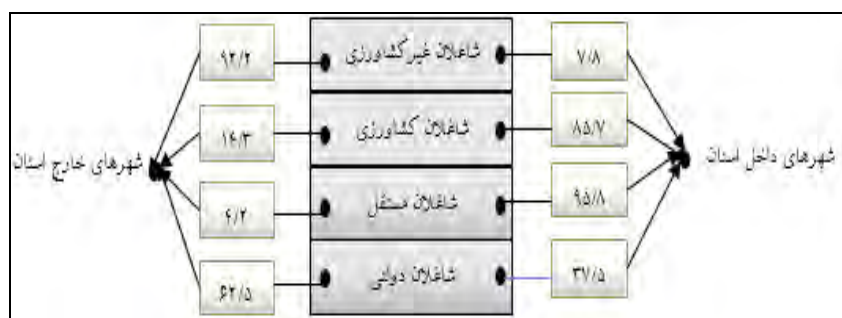 ۷/۸ شاغلان غیرکشاورزی ۹۲/۲
۸۵/۷ شاغلان کشاورزی ۱۴/۳
شهرهای داخل استان شهرهای خارج استان
۹۵/۸ شاغلان مستقل ۴/۲
۳۷/۵ شاغلان دولتی ۶۲/۵